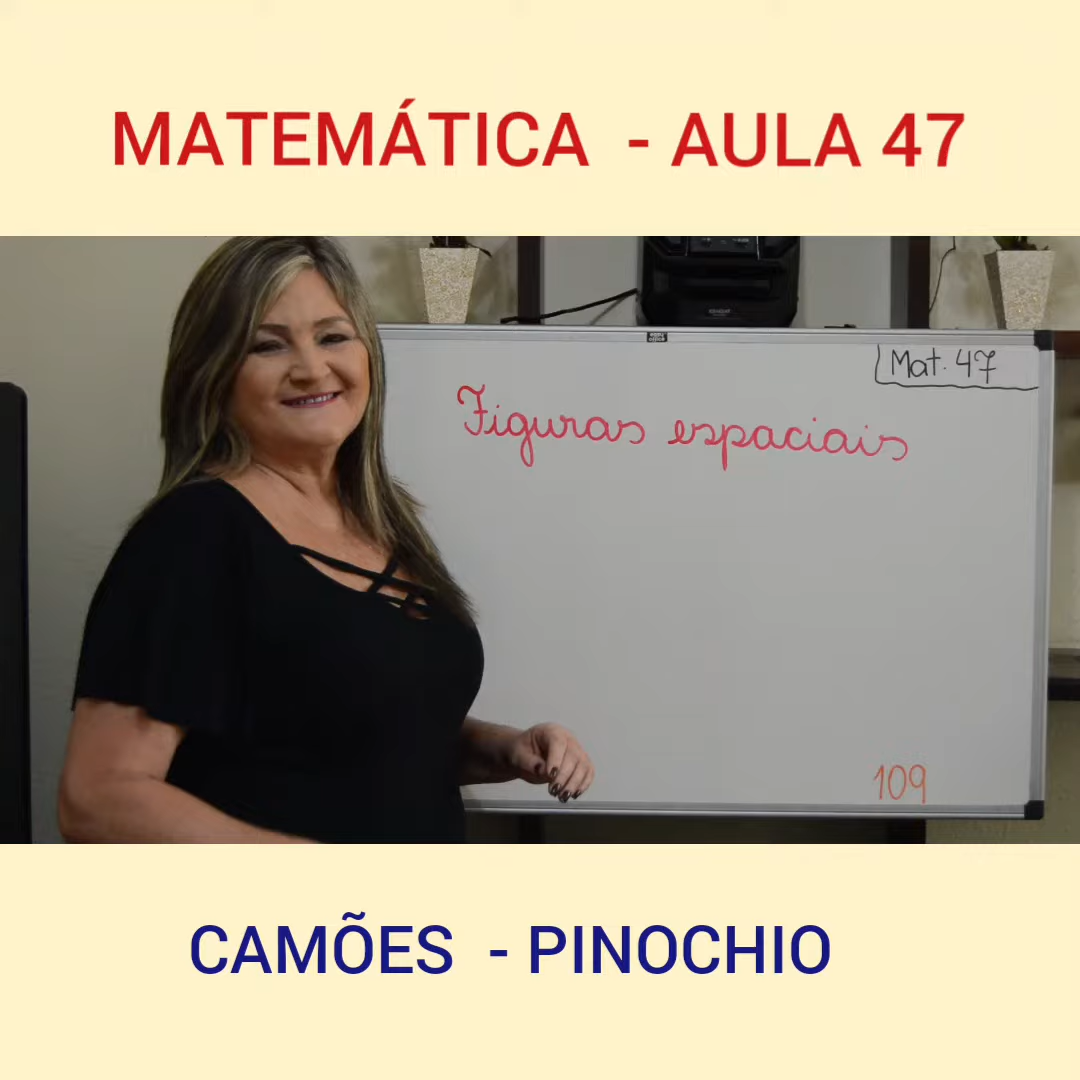 MATEMÁTICA - AULA 47
Mat. 47
Figuras espaciais
109
CAMÕES - PINOCHIO